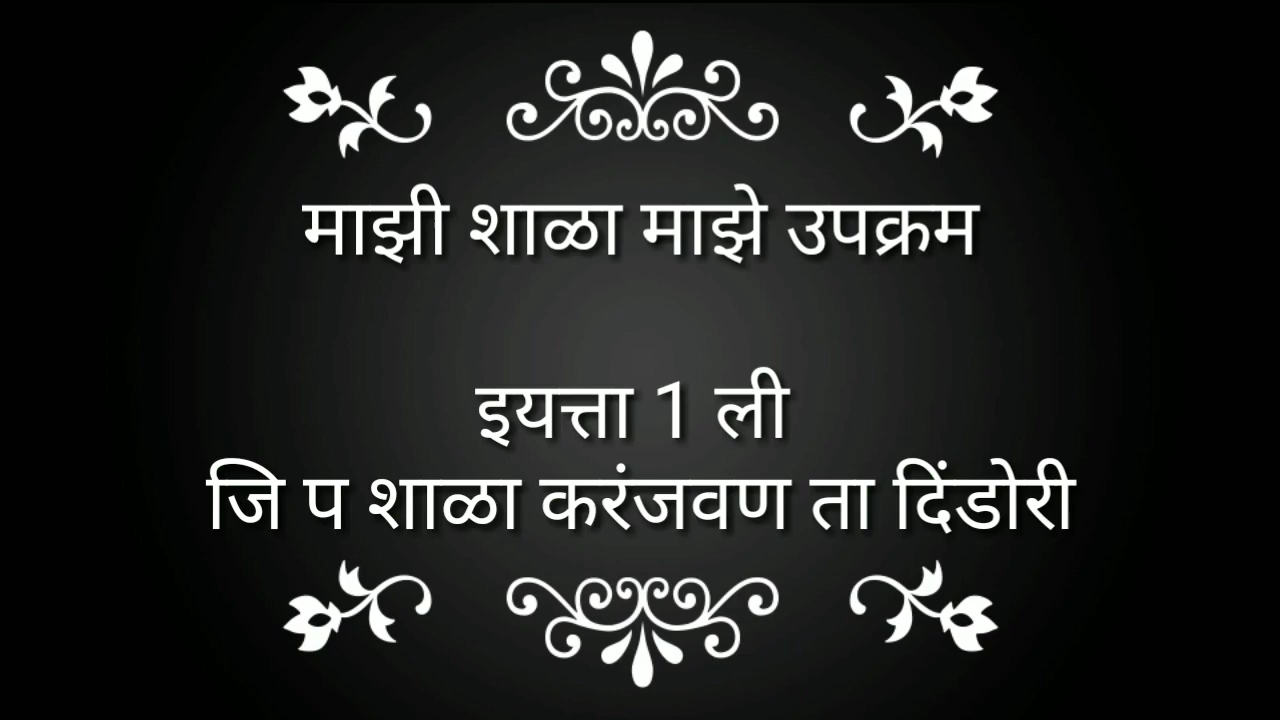 माझी शाळा माझे उपक्रम
इयत्ता 1 ली
जि प शाळा करंजवण ता दिंडोरी